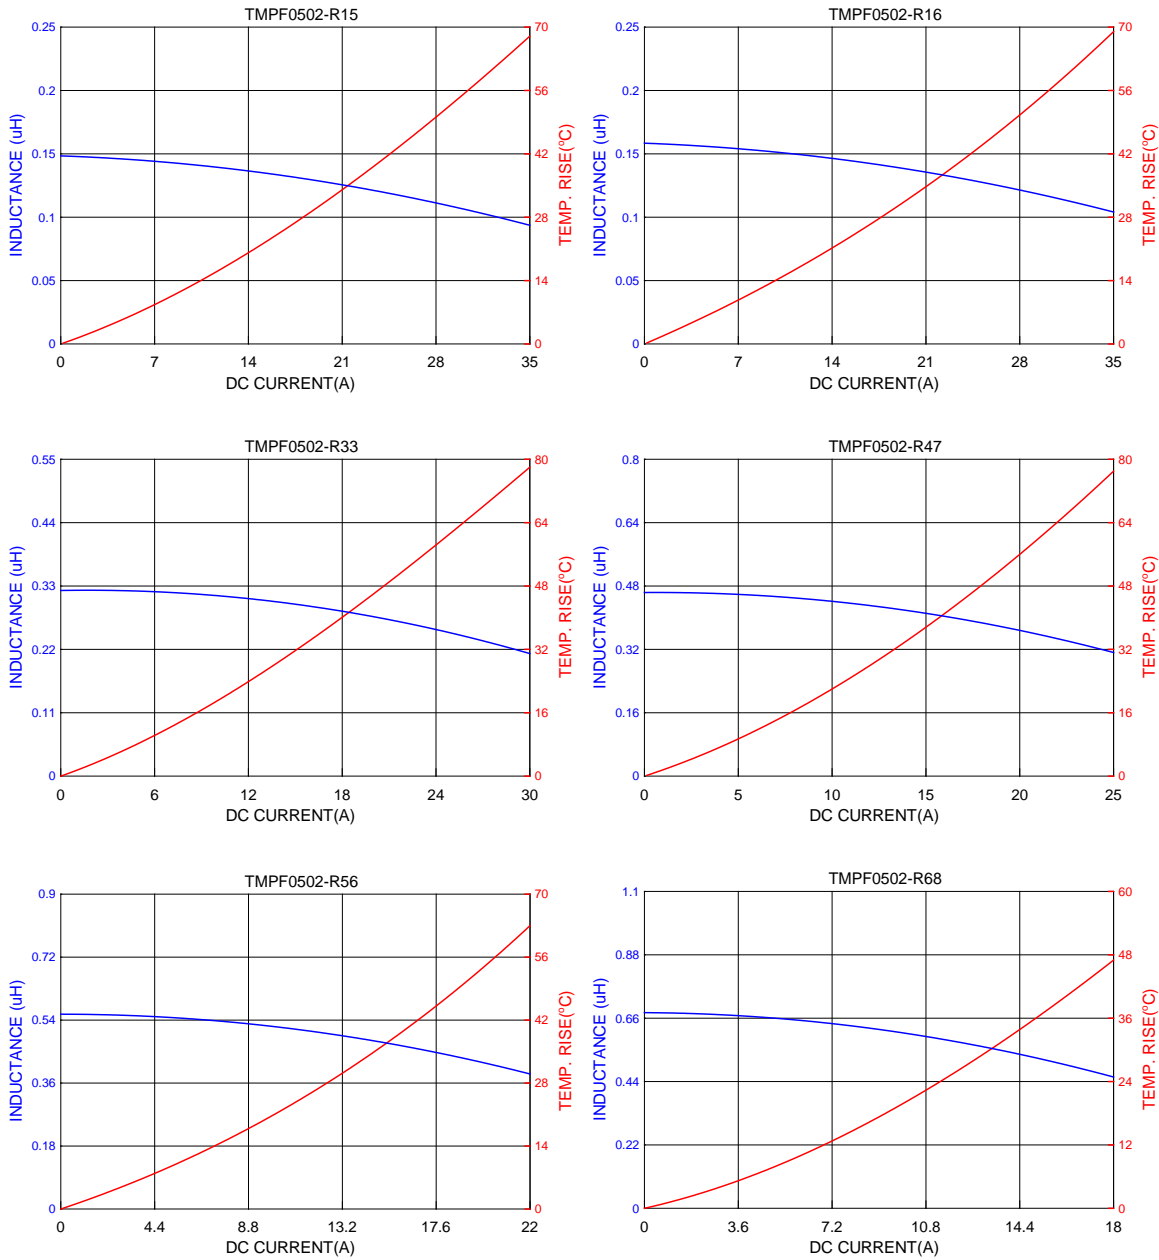 TMPF0502-R15
0.25
0.2
0.15
0.1
0.05
0
INDUCTANCE (uH)
70
56
42
28
14
0
TEMP. RISE(ºC)
0 7 14 21 28 35
DC CURRENT(A)
TMPF0502-R16
0.25
0.2
0.15
0.1
0.05
0
INDUCTANCE (uH)
70
56
42
28
14
0
TEMP. RISE(ºC)
0 7 14 21 28 35
DC CURRENT(A)
TMPF0502-R33
0.55
0.44
0.33
0.22
0.11
0
INDUCTANCE (uH)
80
64
48
32
16
0
TEMP. RISE(ºC)
0 6 12 18 24 30
DC CURRENT(A)
TMPF0502-R47
0.8
0.64
0.48
0.32
0.16
0
INDUCTANCE (uH)
80
64
48
32
16
0
TEMP. RISE(ºC)
0 5 10 15 20 25
DC CURRENT(A)
TMPF0502-R56
0.9
0.72
0.54
0.36
0.18
0
INDUCTANCE (uH)
70
56
42
28
14
0
TEMP. RISE(ºC)
0 4.4 8.8 13.2 17.6 22
DC CURRENT(A)
TMPF0502-R68
1.1
0.88
0.66
0.44
0.22
0
INDUCTANCE (uH)
60
48
36
24
12
0
TEMP. RISE(ºC)
0 3.6 7.2 10.8 14.4 18
DC CURRENT(A)